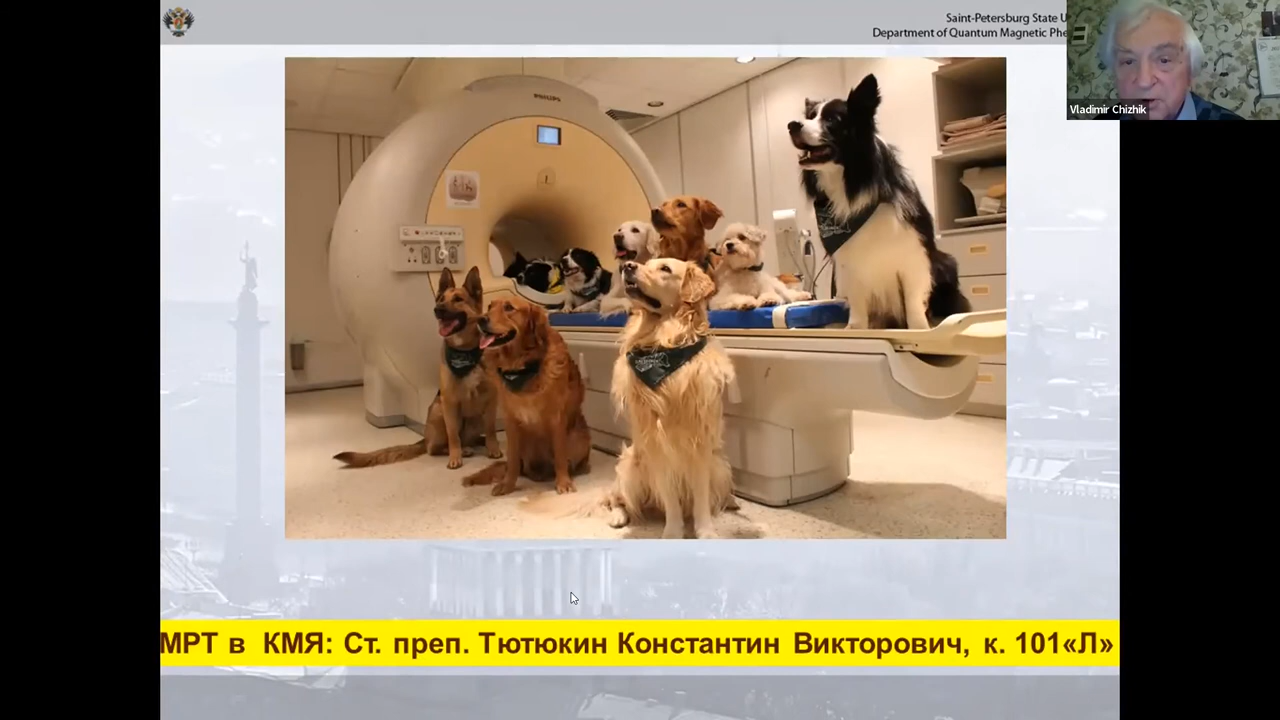 Saint-Petersburg State U
Department of Quantum Magnetic Phe
Vladimir Chizhik
PHILIPS
МРТ в КМЯ: Ст. преп. Тютюкин Константин Викторович, к. 101«Л»